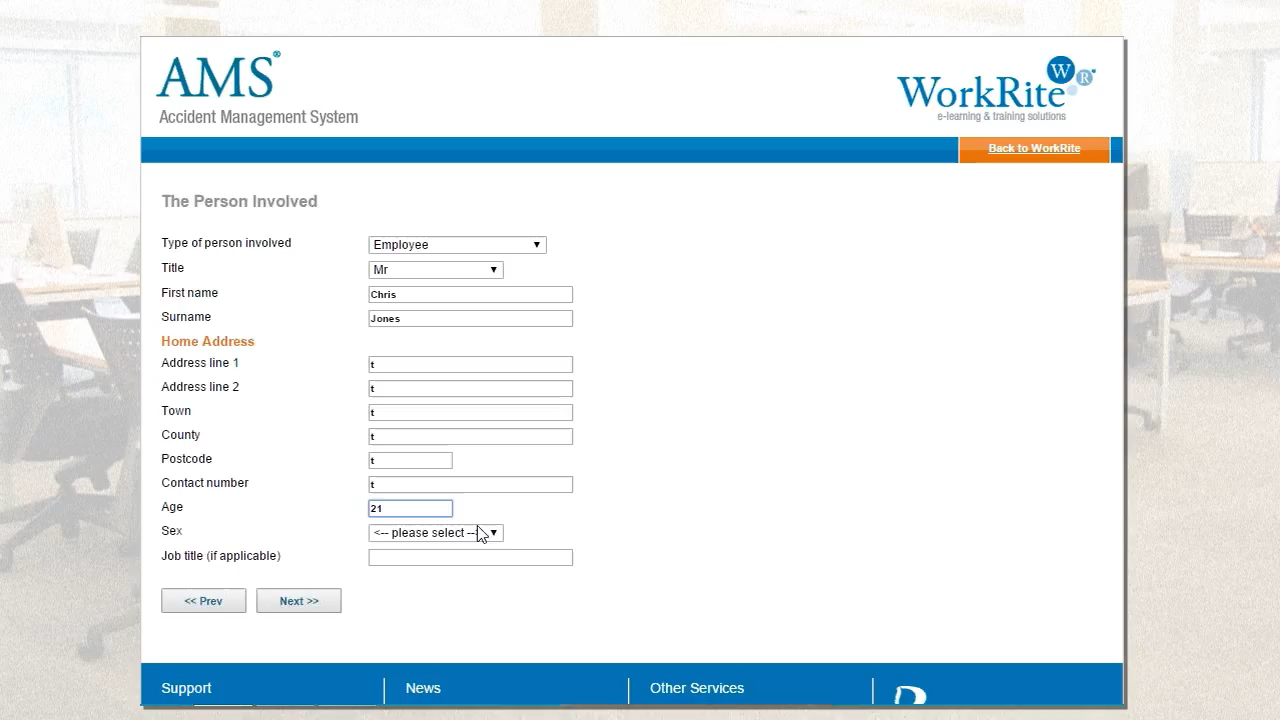 AMS®
Accident Management System
WorkRite
W R
e-learning & training solutions
Back to WorkRite
The Person Involved
Type of person involved Employee
Title Mr
First name Chris
Surname Jones
Home Address
Address line 1 t
Address line 2 t
Town t
County t
Postcode t
Contact number t
Age 21
Sex <-- please select --
Job title (if applicable)
<< Prev Next >>
Support News Other Services